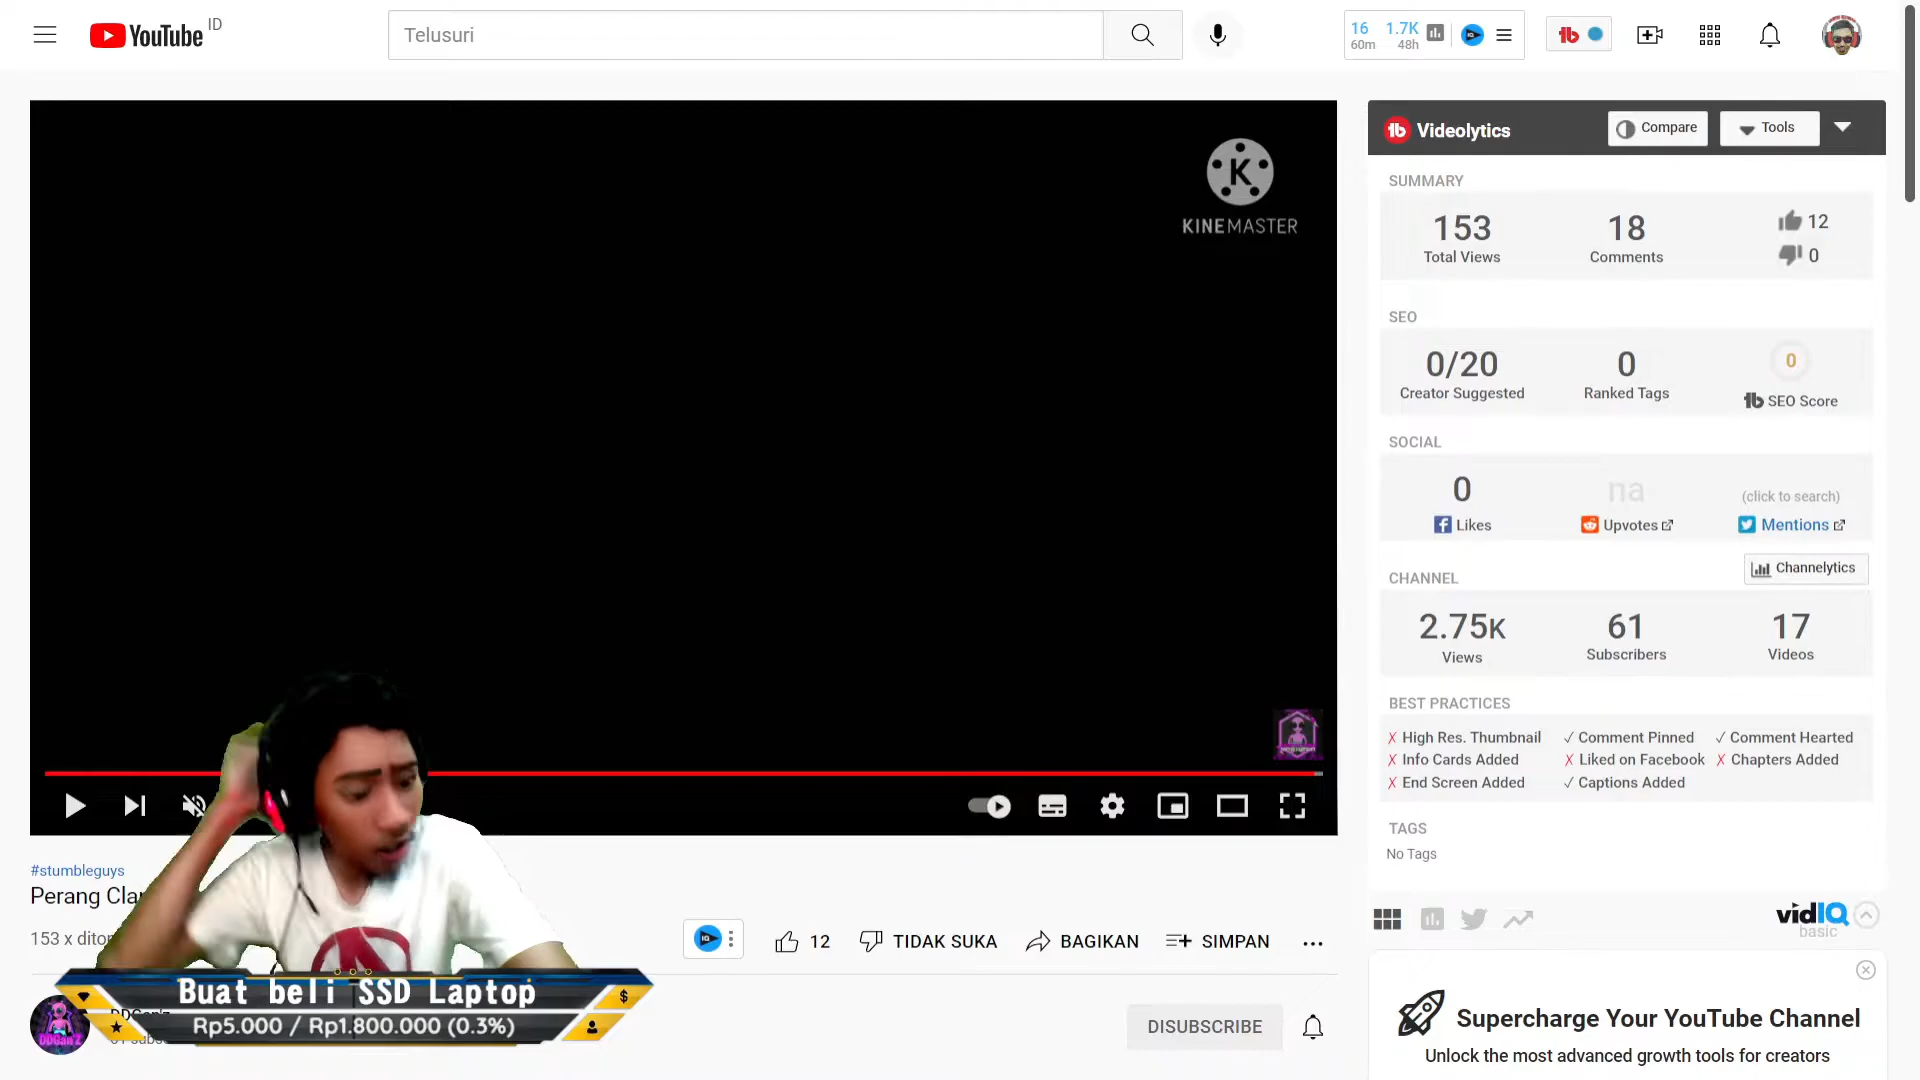 YouTube ID
Telusuri
16 1.7K
60m 48h
KINEMASTER
Videolytics Compare Tools
SUMMARY
153 18 12
Total Views Comments 0
SEO
0/20 0 0
Creator Suggested Ranked Tags SEO Score
SOCIAL
0 na (click to search)
Likes Upvotes Mentions
CHANNEL Channelytics
2.75K 61 17
Views Subscribers Videos
BEST PRACTICES
High Res. Thumbnail Comment Pinned Comment Hearted
Info Cards Added Liked on Facebook Chapters Added
End Screen Added Captions Added
TAGS
No Tags
vidIQ
basic
Supercharge Your YouTube Channel
Unlock the most advanced growth tools for creators
#stumbleguys
Perang
153 x
12 TIDAK SUKA BAGIKAN SIMPAN
Buat beli SSD Laptop
Rp5.000 / Rp1.800.000 (0.3%)
DISUBSCRIBE